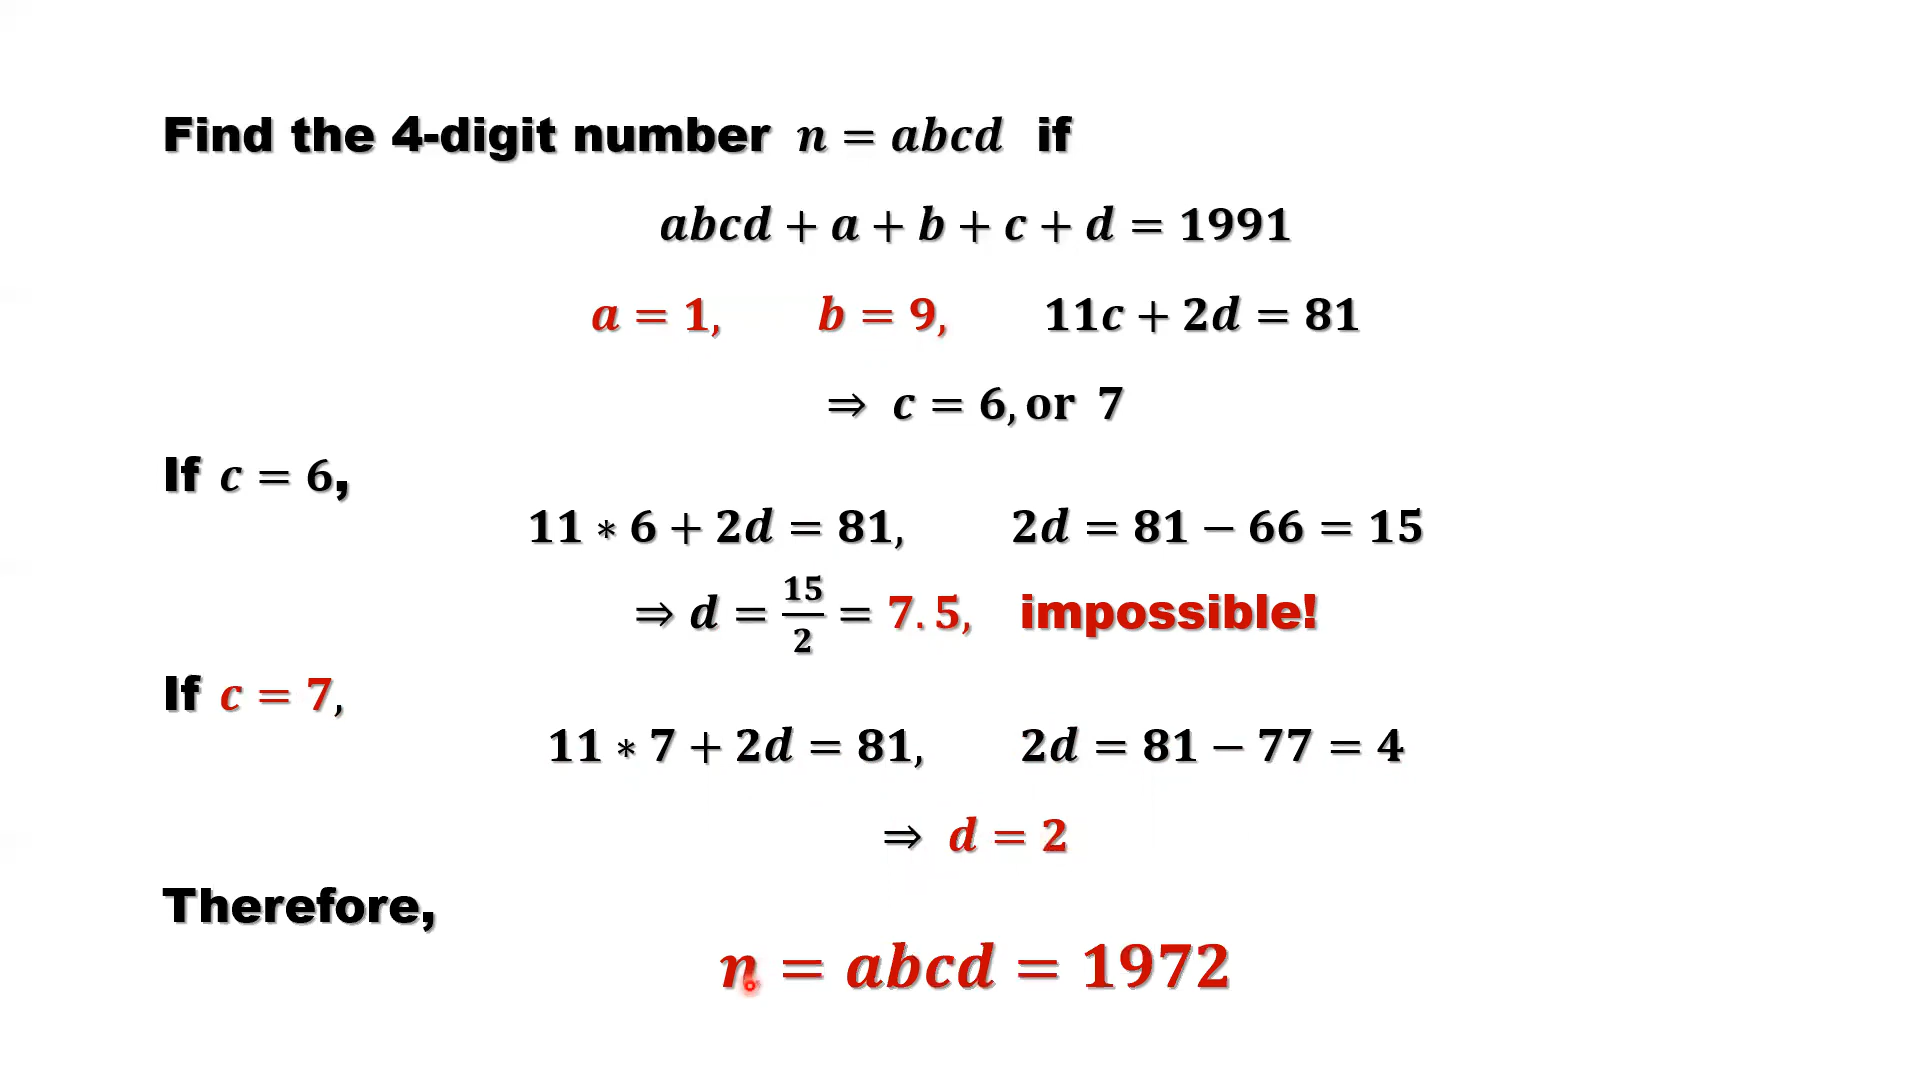 Find the 4-digit number n = abcd if
abcd + a + b + c + d = 1991
a = 1, b = 9, 11c + 2d = 81
⇒ c = 6, or 7
If c = 6,
11 * 6 + 2d = 81, 2d = 81 − 66 = 15
⇒ d = 15/2 = 7.5, impossible!
If c = 7,
11 * 7 + 2d = 81, 2d = 81 − 77 = 4
⇒ d = 2
Therefore,
n = abcd = 1972